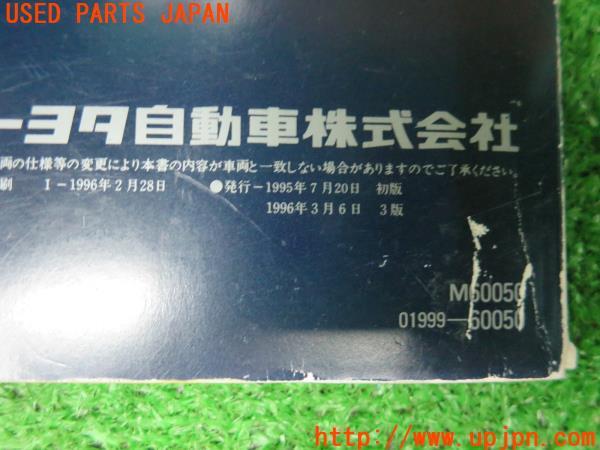 USED PARTS JAPAN
ーヨタ自動車株式会社
両の仕様等の変更により本書の内容が車両と一致しない場合がありますのでご了承ください。
刷 I−1996年2月28日 ●発行−1995年7月20日 初版
1996年3月6日 3版
M60050
01999−60050
http://www.upjpn.com/